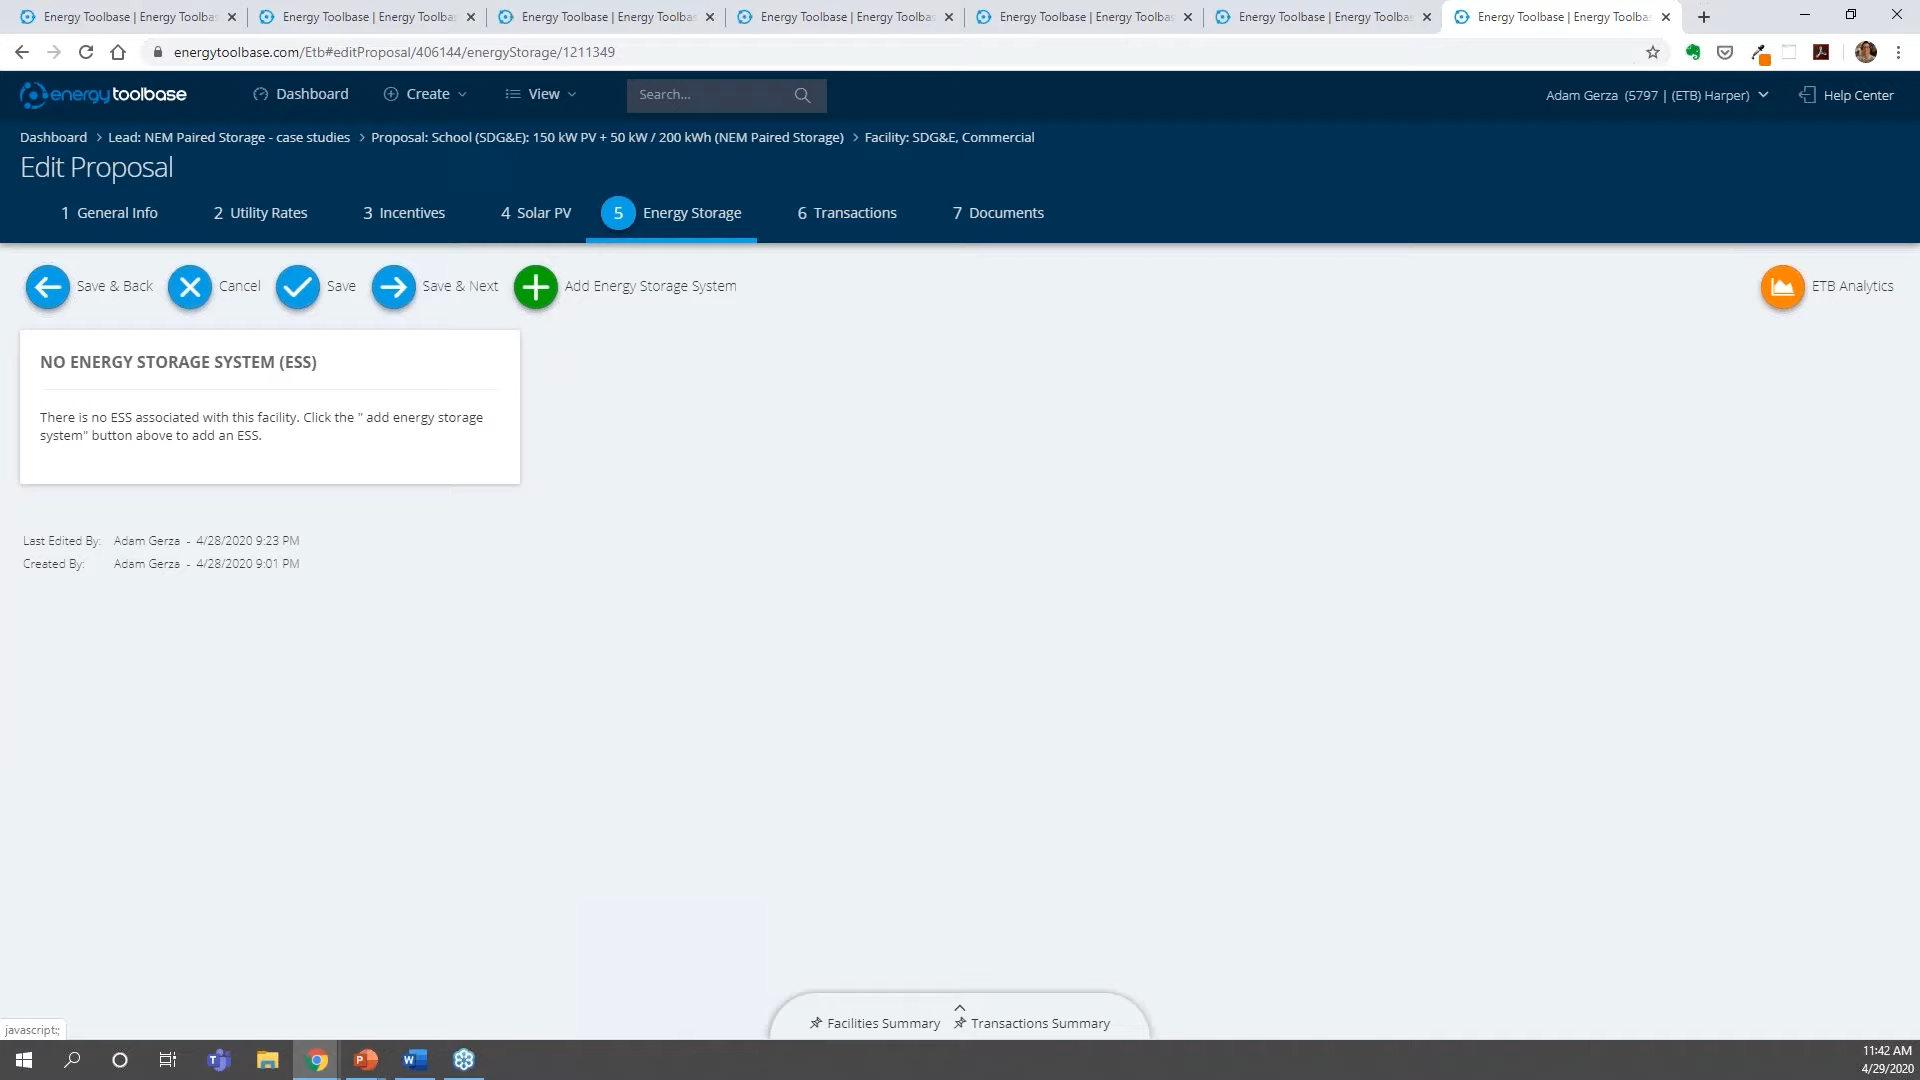 Energy Toolbase | Energy Toolba Energy Toolbase | Energy Toolba Energy Toolbase | Energy Toolba Energy Toolbase | Energy Toolba Energy Toolbase | Energy Toolba Energy Toolbase | Energy Toolba Energy Toolbase | Energy Toolba
energytoolbase.com/Etb#editProposal/406144/energyStorage/1211349
energy toolbase Dashboard Create View Search... Adam Gerza (5797 | (ETB) Harper) Help Center
Dashboard > Lead: NEM Paired Storage - case studies > Proposal: School (SDG&E): 150 kW PV + 50 kW / 200 kWh (NEM Paired Storage) > Facility: SDG&E, Commercial
Edit Proposal
1 General Info 2 Utility Rates 3 Incentives 4 Solar PV 5 Energy Storage 6 Transactions 7 Documents
Save & Back Cancel Save Save & Next Add Energy Storage System ETB Analytics
NO ENERGY STORAGE SYSTEM (ESS)
There is no ESS associated with this facility. Click the " add energy storage
system" button above to add an ESS.
Last Edited By: Adam Gerza - 4/28/2020 9:23 PM
Created By: Adam Gerza - 4/28/2020 9:01 PM
Facilities Summary Transactions Summary
javascript:;
11:42 AM
4/29/2020